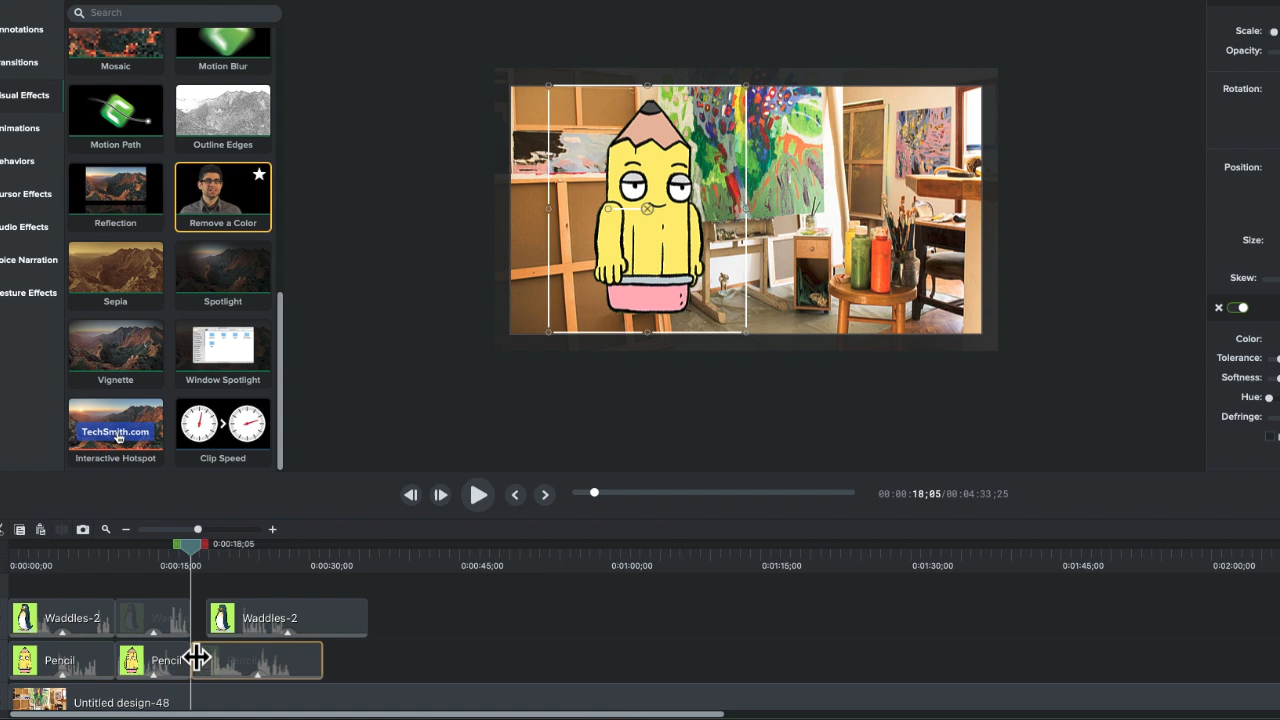 Search
nnotations
ransitions
isual Effects
nimations
ehaviors
ursor Effects
udio Effects
oice Narration
esture Effects
Mosaic
Motion Blur
Motion Path
Outline Edges
Reflection
Remove a Color
Sepia
Spotlight
Vignette
Window Spotlight
TechSmith.com
Interactive Hotspot
Clip Speed
Scale:
Opacity:
Rotation:
Position:
Size:
Skew:
Color:
Tolerance:
Softness:
Hue:
Defringe:
00:00:18;05/00:04:33;25
0:00:18;05
0:00:00;00
0:00:15;00
0:00:30;00
0:00:45;00
0:01:00;00
0:01:15;00
0:01:30;00
0:01:45;00
0:02:00;00
Waddles-2
Waddles-2
Pencil
Pencil
Untitled design-48